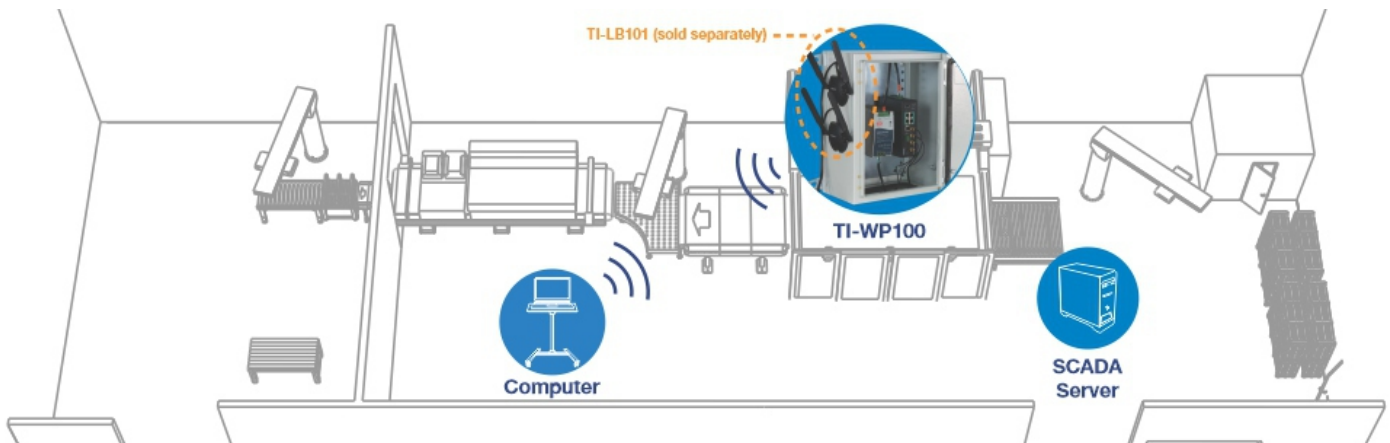 TI-LB101 (sold separately)
TI-WP100
Computer
SCADA
Server